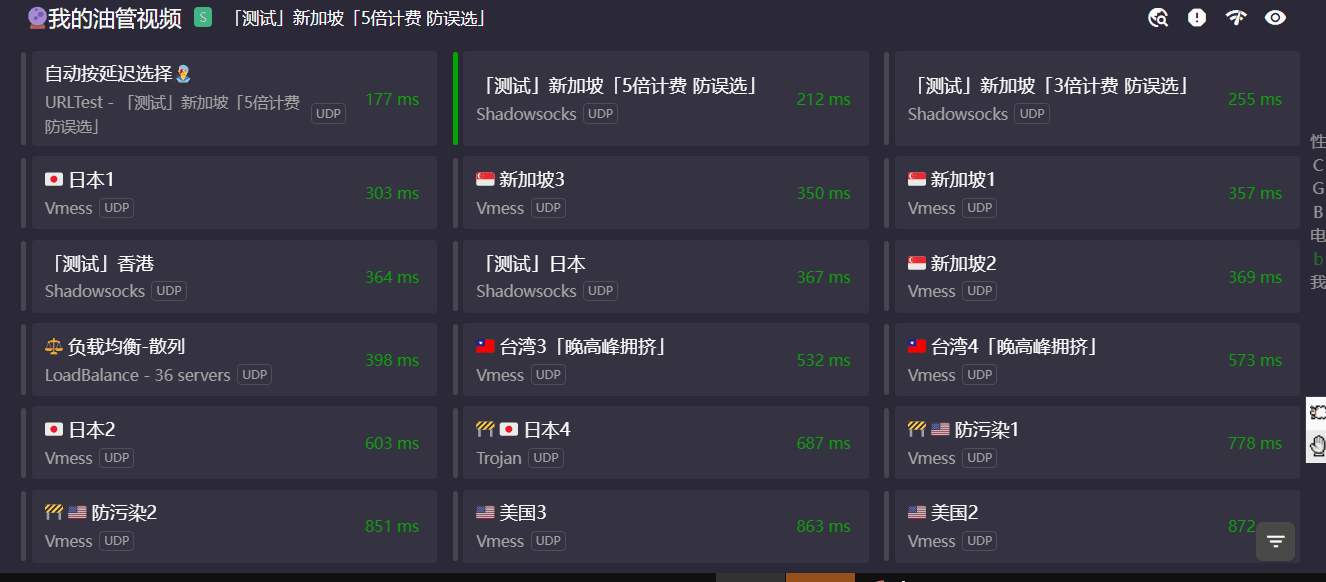 我的油管视频 S 「测试」新加坡「5倍计费 防误选」
自动按延迟选择
URLTest - 「测试」新加坡「5倍计费
防误选」 UDP
177 ms
「测试」新加坡「5倍计费 防误选」
Shadowsocks UDP
212 ms
「测试」新加坡「3倍计费 防误选」
Shadowsocks UDP
255 ms
日本1
Vmess UDP
303 ms
新加坡3
Vmess UDP
350 ms
新加坡1
Vmess UDP
357 ms
「测试」香港
Shadowsocks UDP
364 ms
「测试」日本
Shadowsocks UDP
367 ms
新加坡2
Vmess UDP
369 ms
负载均衡-散列
LoadBalance - 36 servers UDP
398 ms
台湾3「晚高峰拥挤」
Vmess UDP
532 ms
台湾4「晚高峰拥挤」
Vmess UDP
573 ms
日本2
Vmess UDP
603 ms
日本4
Trojan UDP
687 ms
防污染1
Vmess UDP
778 ms
防污染2
Vmess UDP
851 ms
美国3
Vmess UDP
863 ms
美国2
Vmess UDP
872
性
C
G
B
电
b
我